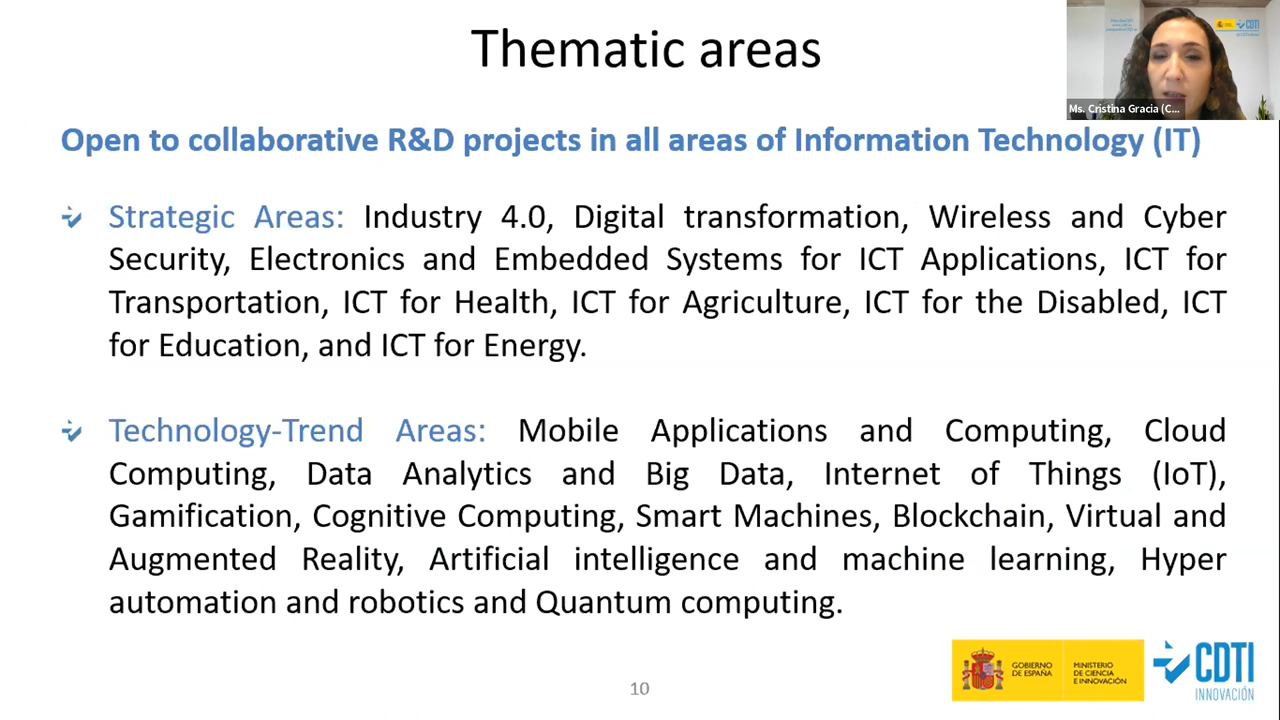 Thematic areas
Ms. Cristina Gracia (C...
Open to collaborative R&D projects in all areas of Information Technology (IT)
Strategic Areas: Industry 4.0, Digital transformation, Wireless and Cyber
Security, Electronics and Embedded Systems for ICT Applications, ICT for
Transportation, ICT for Health, ICT for Agriculture, ICT for the Disabled, ICT
for Education, and ICT for Energy.
Technology-Trend Areas: Mobile Applications and Computing, Cloud
Computing, Data Analytics and Big Data, Internet of Things (IoT),
Gamification, Cognitive Computing, Smart Machines, Blockchain, Virtual and
Augmented Reality, Artificial intelligence and machine learning, Hyper
automation and robotics and Quantum computing.
10
GOBIERNO
DE ESPAÑA
MINISTERIO
DE CIENCIA
E INNOVACIÓN
CDTI
INNOVACIÓN